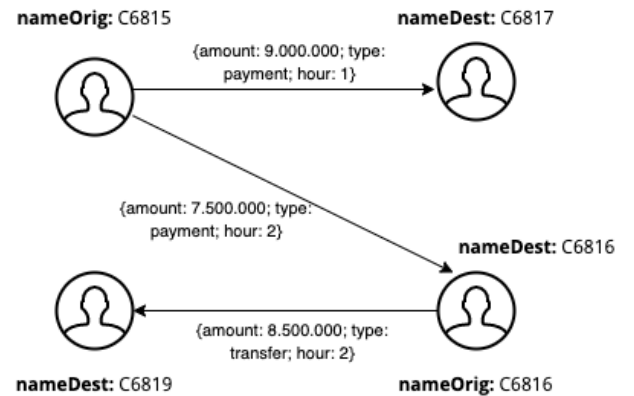 nameOrig: C6815
nameDest: C6817
{amount: 9.000.000; type:
payment; hour: 1}
{amount: 7.500.000; type:
payment; hour: 2}
nameDest: C6816
{amount: 8.500.000; type:
transfer; hour: 2}
nameDest: C6819
nameOrig: C6816